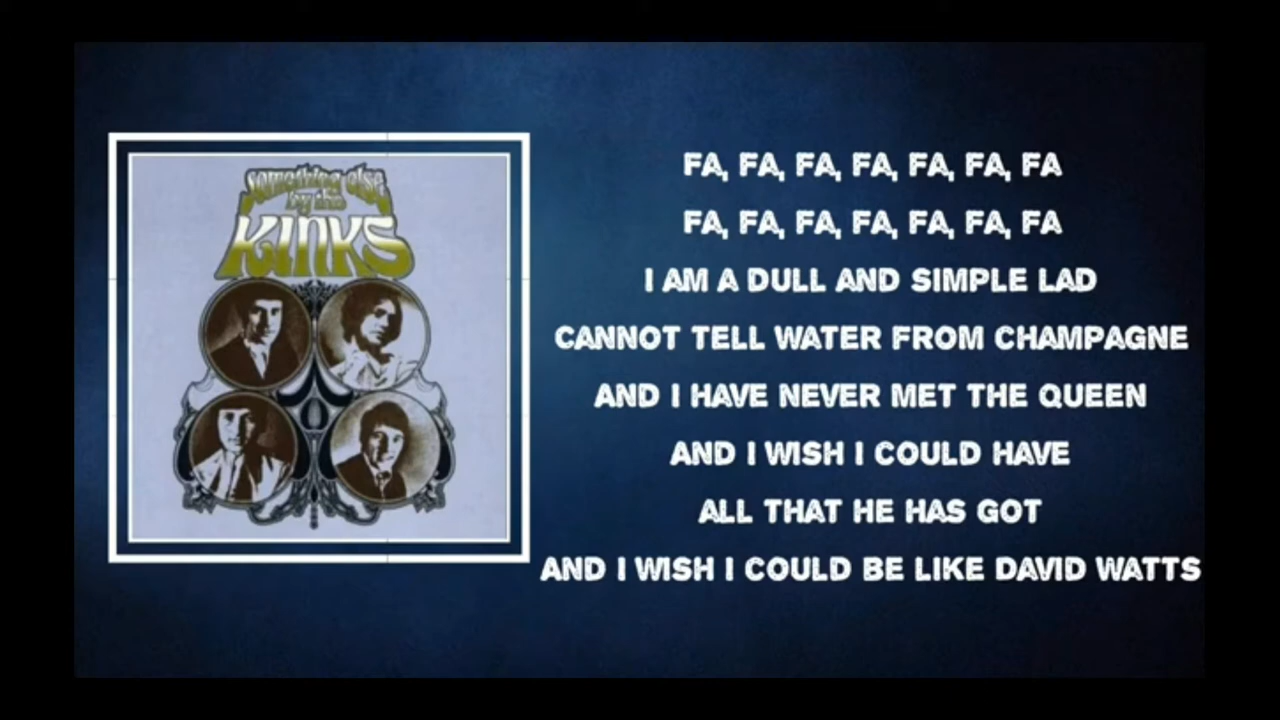 something else
by the
KINKS
FA, FA, FA, FA, FA, FA, FA
FA, FA, FA, FA, FA, FA, FA
I AM A DULL AND SIMPLE LAD
CANNOT TELL WATER FROM CHAMPAGNE
AND I HAVE NEVER MET THE QUEEN
AND I WISH I COULD HAVE
ALL THAT HE HAS GOT
AND I WISH I COULD BE LIKE DAVID WATTS